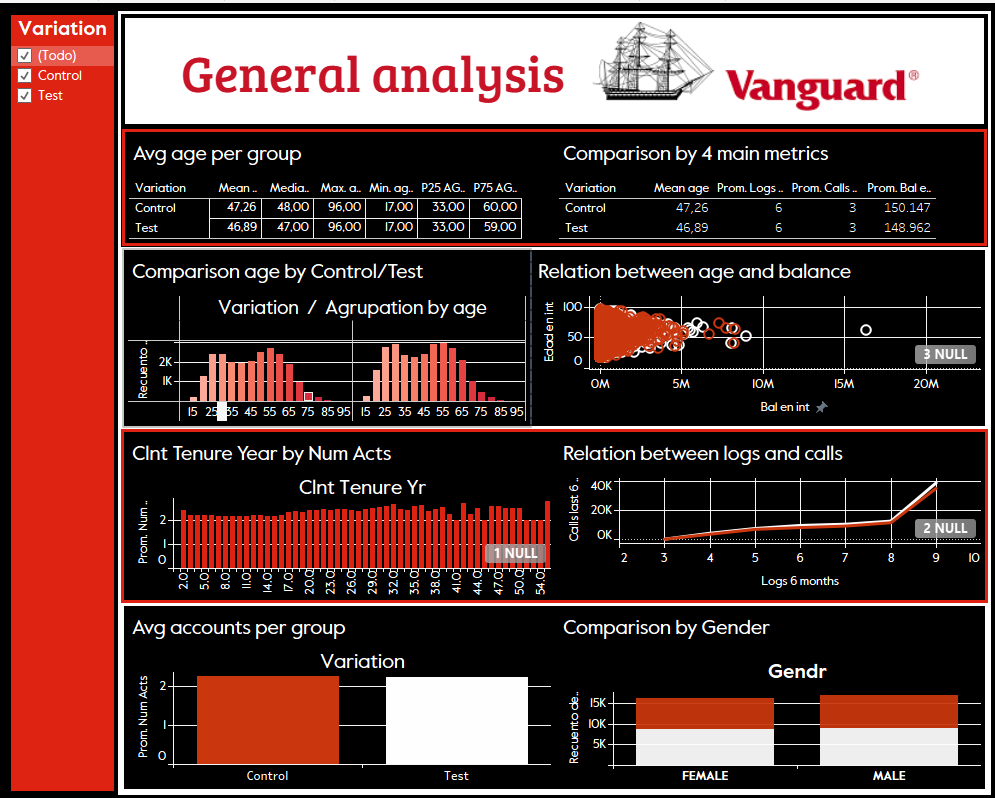 Variation
(Todo)
Control
Test
General analysis
Vanguard®
Avg age per group
Variation Mean .. Media.. Max. a.. Min. ag.. P25 AG.. P75 AG..
Control 47,26 48,00 96,00 17,00 33,00 60,00
Test 46,89 47,00 96,00 17,00 33,00 59,00
Comparison by 4 main metrics
Variation Mean age Prom. Logs .. Prom. Calls .. Prom. Bal e..
Control 47,26 6 3 150.147
Test 46,89 6 3 148.962
Comparison age by Control/Test
Variation / Agrupation by age
Recuento ..
2K
1K
15 25 35 45 55 65 75 85 95 15 25 35 45 55 65 75 85 95
Relation between age and balance
Edad en int
100
50
0
3 NULL
0M 5M 10M 15M 20M
Bal en int
Clnt Tenure Year by Num Acts
Clnt Tenure Yr
Prom. Num ..
2
1
0
1 NULL
2.0 5.0 8.0 11.0 14.0 17.0 20.0 23.0 26.0 29.0 32.0 35.0 38.0 41.0 44.0 47.0 50.0 54.0
Relation between logs and calls
Calls last 6 ..
40K
20K
0K
2 NULL
2 3 4 5 6 7 8 9 10
Logs 6 months
Avg accounts per group
Variation
Prom. Num Acts
2
1
0
Control Test
Comparison by Gender
Gendr
Recuento de..
15K
10K
5K
FEMALE MALE